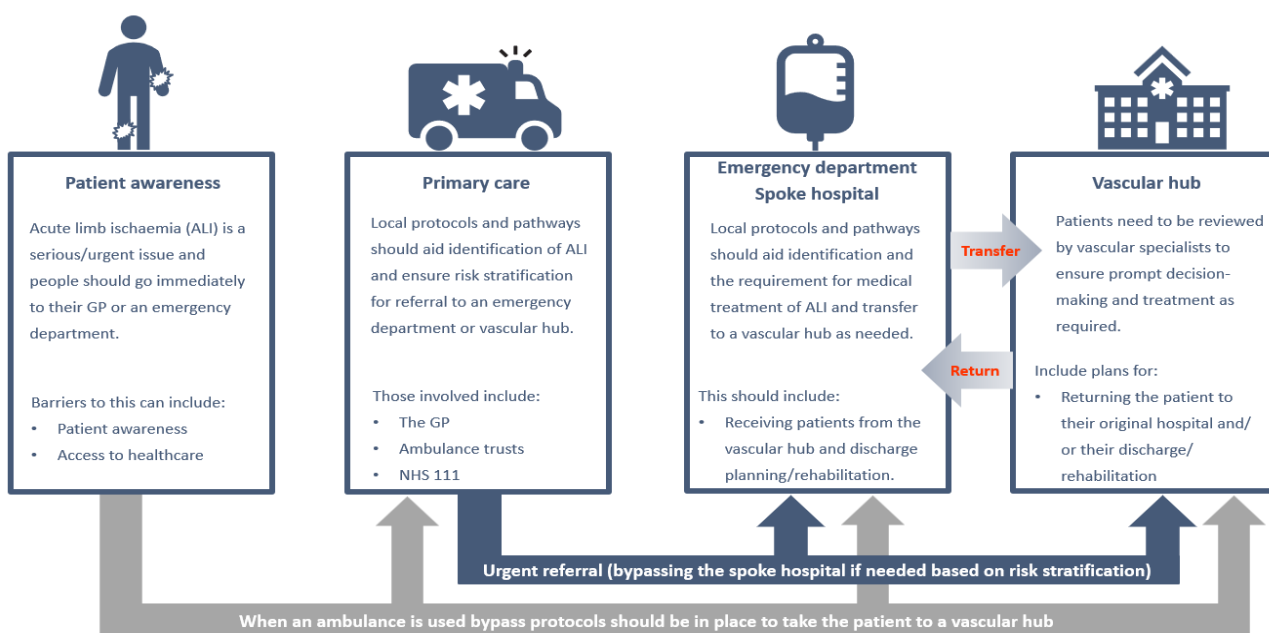 Patient awareness
Acute limb ischaemia (ALI) is a
serious/urgent issue and
people should go immediately
to their GP or an emergency
department.
Barriers to this can include:
• Patient awareness
• Access to healthcare
Primary care
Local protocols and pathways
should aid identification of ALI
and ensure risk stratification
for referral to an emergency
department or vascular hub.
Those involved include:
• The GP
• Ambulance trusts
• NHS 111
Emergency department
Spoke hospital
Local protocols and pathways
should aid identification and
the requirement for medical
treatment of ALI and transfer
to a vascular hub as needed.
This should include:
• Receiving patients from the
vascular hub and discharge
planning/rehabilitation.
Transfer
Return
Vascular hub
Patients need to be reviewed
by vascular specialists to
ensure prompt decision-
making and treatment as
required.
Include plans for:
• Returning the patient to
their original hospital and/
or their discharge/
rehabilitation
Urgent referral (bypassing the spoke hospital if needed based on risk stratification)
When an ambulance is used bypass protocols should be in place to take the patient to a vascular hub